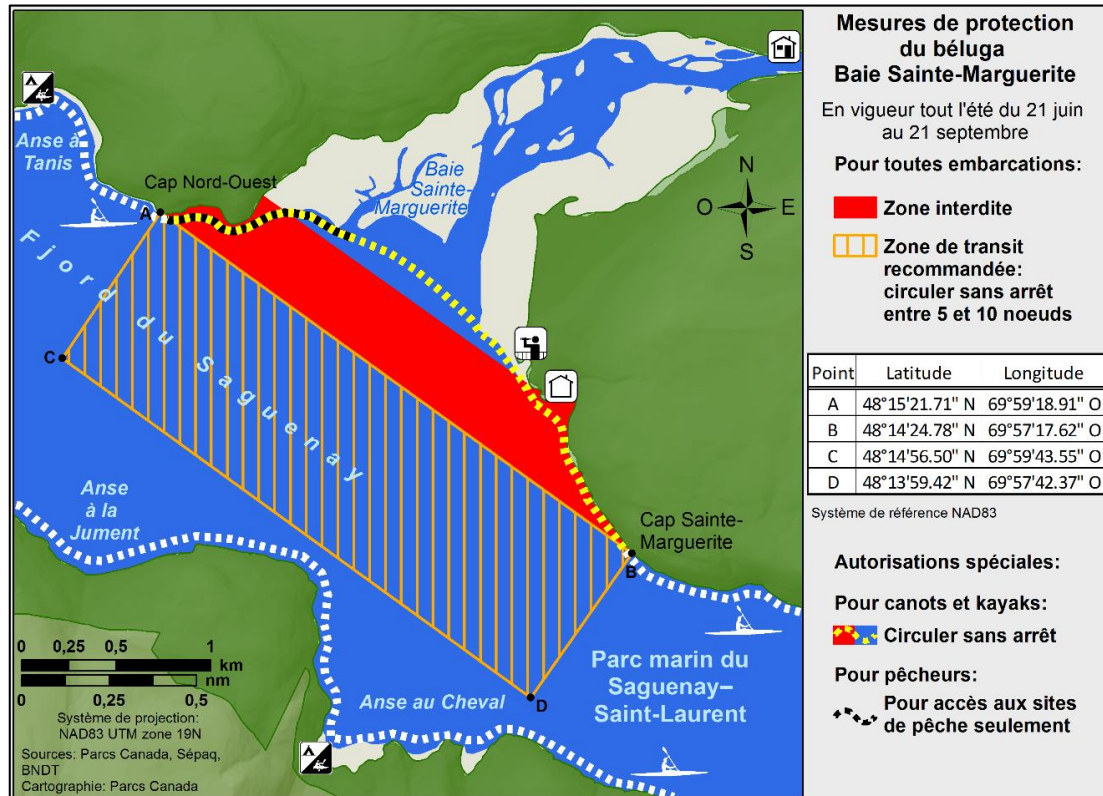 Mesures de protection
du béluga
Baie Sainte-Marguerite
En vigueur tout l'été du 21 juin
au 21 septembre
Pour toutes embarcations:
Zone interdite
Zone de transit
recommandée:
circuler sans arrêt
entre 5 et 10 noeuds
Point Latitude Longitude
A 48°15'21.71" N 69°59'18.91" O
B 48°14'24.78" N 69°57'17.62" O
C 48°14'56.50" N 69°59'43.55" O
D 48°13'59.42" N 69°57'42.37" O
Système de référence NAD83
Autorisations spéciales:
Pour canots et kayaks:
Circuler sans arrêt
Pour pêcheurs:
Pour accès aux sites
de pêche seulement
Anse à
Tanis
Cap Nord-Ouest
Baie
Sainte-
Marguerite
N
O E
S
A
Fjord du Saguenay
C
Anse
à la
Jument
Cap Sainte-
Marguerite
B
Parc marin du
Saguenay–
Saint-Laurent
D
Anse au Cheval
0 0,25 0,5 1
km
nm
0 0,25 0,5
Système de projection:
NAD83 UTM zone 19N
Sources: Parcs Canada, Sépaq,
BNDT
Cartographie: Parcs Canada